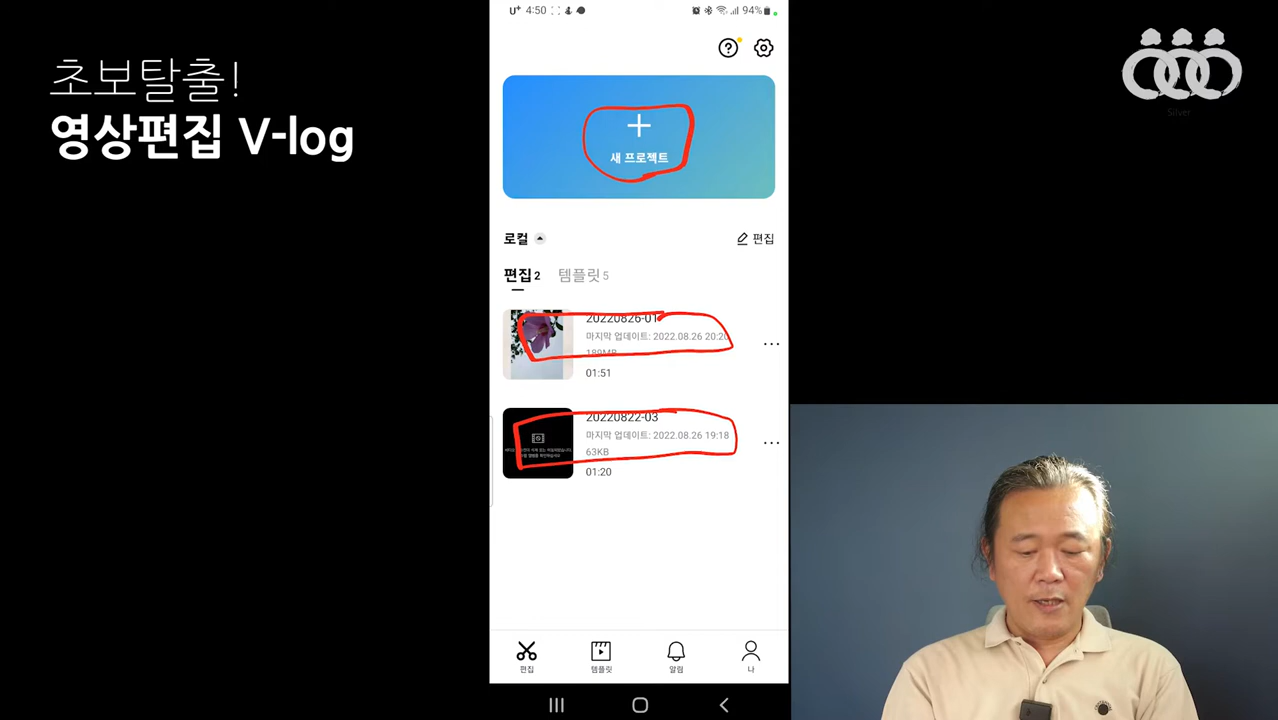 초보탈출!
영상편집 V-log
Silver
U+ 4:50
94%
새 프로젝트
로컬
편집
편집 2 템플릿 5
20220826-01
마지막 업데이트: 2022.08.26 20:20
189MB
01:51
20220822-03
마지막 업데이트: 2022.08.26 19:18
63KB
01:20
편집 템플릿 알림 나